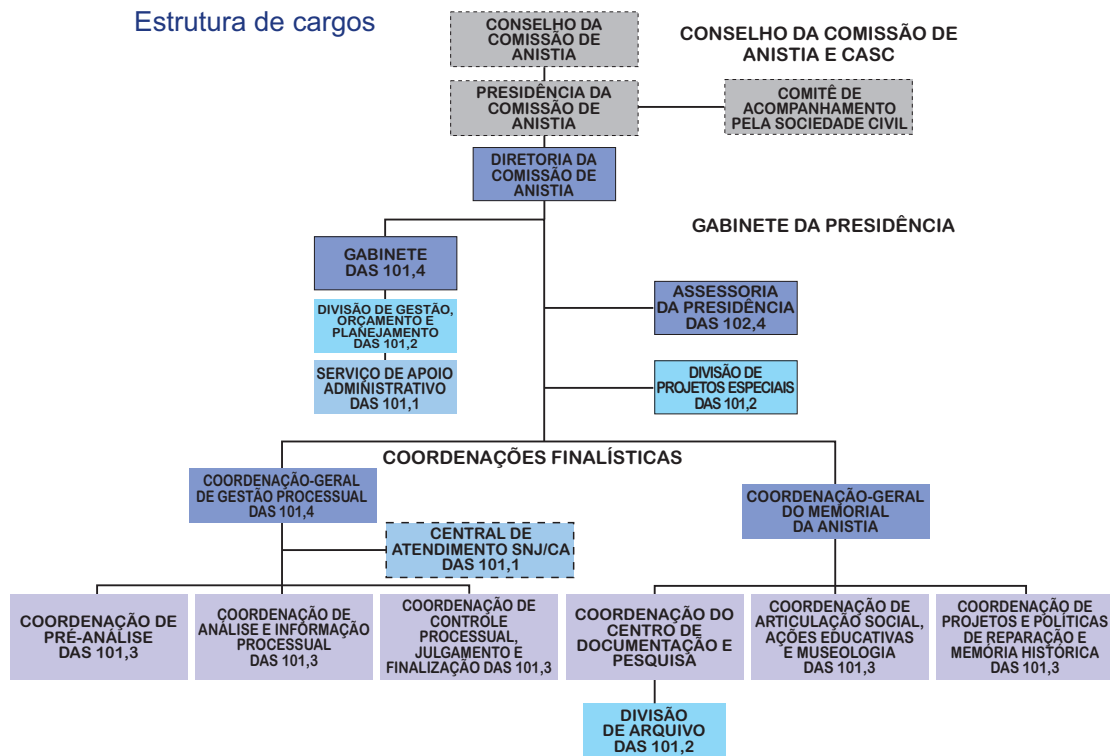 Estrutura de cargos
CONSELHO DA
COMISSÃO DE
ANISTIA
CONSELHO DA COMISSÃO DE
ANISTIA E CASC
PRESIDÊNCIA DA
COMISSÃO DE
ANISTIA
COMITÊ DE
ACOMPANHAMENTO
PELA SOCIEDADE CIVIL
DIRETORIA DA
COMISSÃO DE
ANISTIA
GABINETE DA PRESIDÊNCIA
GABINETE
DAS 101,4
DIVISÃO DE GESTÃO,
ORÇAMENTO E
PLANEJAMENTO
DAS 101,2
SERVIÇO DE APOIO
ADMINISTRATIVO
DAS 101,1
ASSESSORIA
DA PRESIDÊNCIA
DAS 102,4
DIVISÃO DE
PROJETOS ESPECIAIS
DAS 101,2
COORDENAÇÕES FINALÍSTICAS
COORDENAÇÃO-GERAL
DE GESTÃO PROCESSUAL
DAS 101,4
COORDENAÇÃO-GERAL
DO MEMORIAL
DA ANISTIA
CENTRAL DE
ATENDIMENTO SNJ/CA
DAS 101,1
COORDENAÇÃO DE
PRÉ-ANÁLISE
DAS 101,3
COORDENAÇÃO DE
ANÁLISE E INFORMAÇÃO
PROCESSUAL
DAS 101,3
COORDENAÇÃO DE
CONTROLE
PROCESSUAL,
JULGAMENTO E
FINALIZAÇÃO DAS 101,3
COORDENAÇÃO DO
CENTRO DE
DOCUMENTAÇÃO E
PESQUISA
COORDENAÇÃO DE
ARTICULAÇÃO SOCIAL,
AÇÕES EDUCATIVAS
E MUSEOLOGIA
DAS 101,3
COORDENAÇÃO DE
PROJETOS E POLÍTICAS
DE REPARAÇÃO E
MEMÓRIA HISTÓRICA
DAS 101,3
DIVISÃO
DE ARQUIVO
DAS 101,2